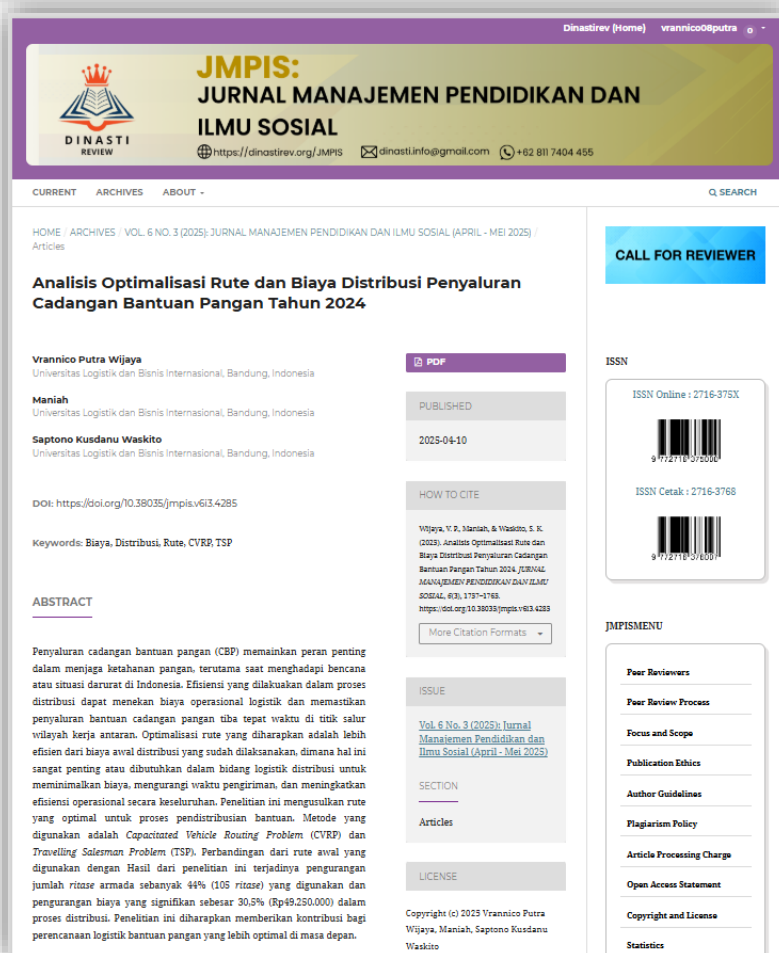 Dinastirev (Home) vrannico08putra 0
DINASTI
REVIEW
JMPIS:
JURNAL MANAJEMEN PENDIDIKAN DAN
ILMU SOSIAL
https://dinastirev.org/JMPIS dinasti.info@gmail.com +62 811 7404 455
CURRENT ARCHIVES ABOUT
SEARCH
HOME / ARCHIVES / VOL. 6 NO. 3 (2025): JURNAL MANAJEMEN PENDIDIKAN DAN ILMU SOSIAL (APRIL - MEI 2025) /
Articles
Analisis Optimalisasi Rute dan Biaya Distribusi Penyaluran
Cadangan Bantuan Pangan Tahun 2024
Vrannico Putra Wijaya
Universitas Logistik dan Bisnis Internasional, Bandung, Indonesia
Maniah
Universitas Logistik dan Bisnis Internasional, Bandung, Indonesia
Saptono Kusdanu Waskito
Universitas Logistik dan Bisnis Internasional, Bandung, Indonesia
DOI: https://doi.org/10.38035/jmpis.v6i3.4285
Keywords: Biaya, Distribusi, Rute, CVRP, TSP
ABSTRACT
Penyaluran cadangan bantuan pangan (CBP) memainkan peran penting
dalam menjaga ketahanan pangan, terutama saat menghadapi bencana
atau situasi darurat di Indonesia. Efisiensi yang dilakukan dalam proses
distribusi dapat menekan biaya operasional logistik dan memastikan
penyaluran bantuan cadangan pangan tiba tepat waktu di titik salur
wilayah kerja antaran. Optimalisasi rute yang diharapkan adalah lebih
efisien dari biaya awal distribusi yang sudah dilaksanakan, dimana hal ini
sangat penting atau dibutuhkan dalam bidang logistik distribusi untuk
meminimalkan biaya, mengurangi waktu pengiriman, dan meningkatkan
efisiensi operasional secara keseluruhan. Penelitian ini mengusulkan rute
yang optimal untuk proses pendistribusian bantuan. Metode yang
digunakan adalah Capacitated Vehicle Routing Problem (CVRP) dan
Travelling Salesman Problem (TSP). Perbandingan dari rute awal yang
digunakan dengan Hasil dari penelitian ini terjadinya pengurangan
jumlah ritase armada sebanyak 44% (105 ritase) yang digunakan dan
pengurangan biaya yang signifikan sebesar 30,5% (Rp49.250.000) dalam
proses distribusi. Penelitian ini diharapkan memberikan kontribusi bagi
perencanaan logistik bantuan pangan yang lebih optimal di masa depan.
PDF
PUBLISHED
2025-04-10
HOW TO CITE
Wijaya, V. P., Maniah, & Waskito, S. K.
(2025). Analisis Optimalisasi Rute dan
Biaya Distribusi Penyaluran Cadangan
Bantuan Pangan Tahun 2024. JURNAL
MANAJEMEN PENDIDIKAN DAN ILMU
SOSIAL, 6(3), 1757–1765.
https://doi.org/10.38035/jmpis.v6i3.4285
More Citation Formats
ISSUE
Vol. 6 No. 3 (2025): Jurnal
Manajemen Pendidikan dan
Ilmu Sosial (April - Mei 2025)
SECTION
Articles
LICENSE
Copyright (c) 2025 Vrannico Putra
Wijaya, Maniah, Saptono Kusdanu
Waskito
CALL FOR REVIEWER
ISSN
ISSN Online : 2716-375X
9 772716 375000
ISSN Cetak : 2716-3768
9 772716 376007
JMPISMENU
Peer Reviewers
Peer Review Process
Focus and Scope
Publication Ethics
Author Guidelines
Plagiarism Policy
Article Processing Charge
Open Access Statement
Copyright and License
Statistics